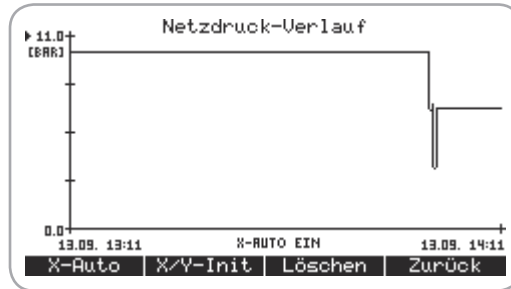 Netzdruck-Verlauf
11.0
[BAR]
0.0
13.09. 13:11 X-AUTO EIN 13.09. 14:11
X-Auto X/Y-Init Löschen Zurück